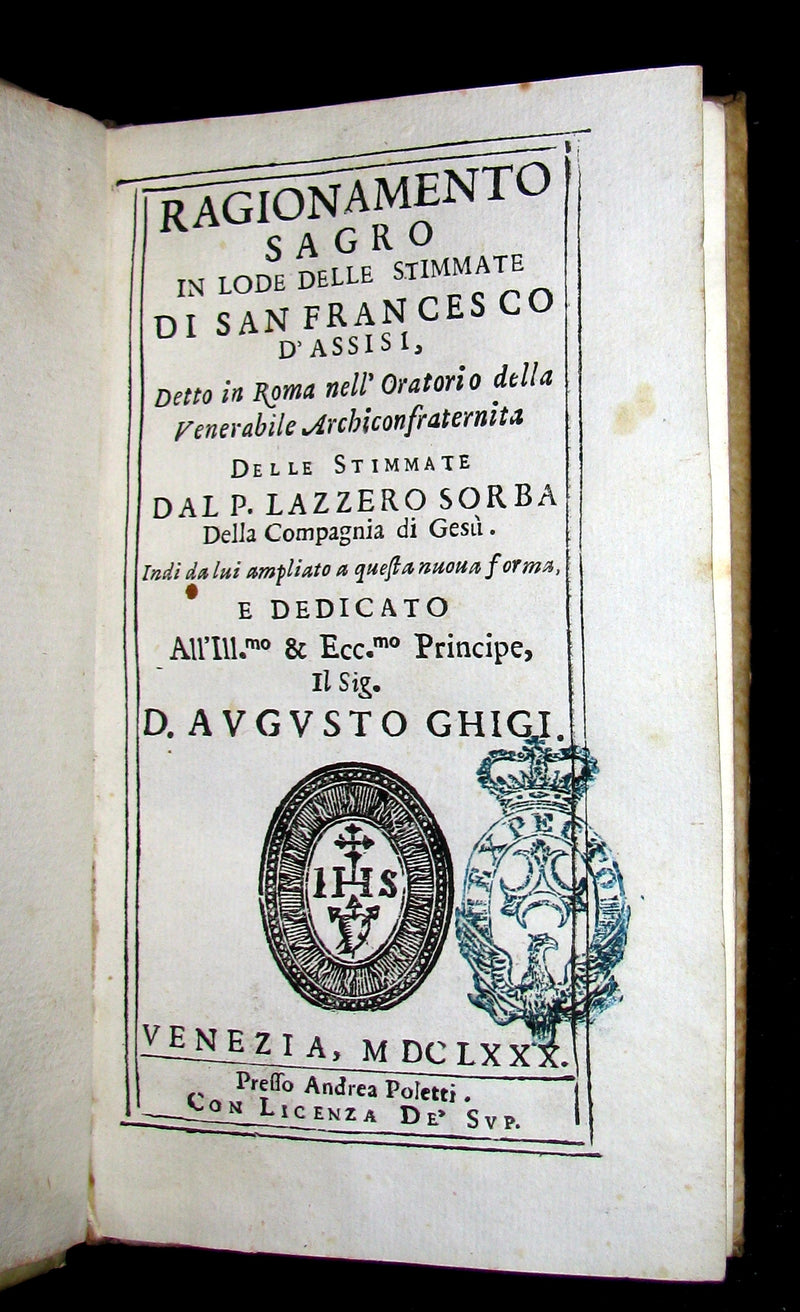 RAGIONAMENTO
SAGRO
IN LODE DELLE STIMMATE
DI SAN FRANCESCO
D'ASSISI,
Detto in Roma nell' Oratorio della
Venerabile Archiconfraternita
DELLE STIMMATE
DAL P. LAZZERO SORBA
Della Compagnia di Gesù.
Indi da lui ampliato a queſta nuoua forma,
E DEDICATO
All'Ill.mo & Ecc.mo Principe,
Il Sig.
D. AVGVSTO GHIGI.
IHS
EXPECTO
VENEZIA, MDCLXXX.
Preſſo Andrea Poletti.
CON LICENZA DE' SVP.